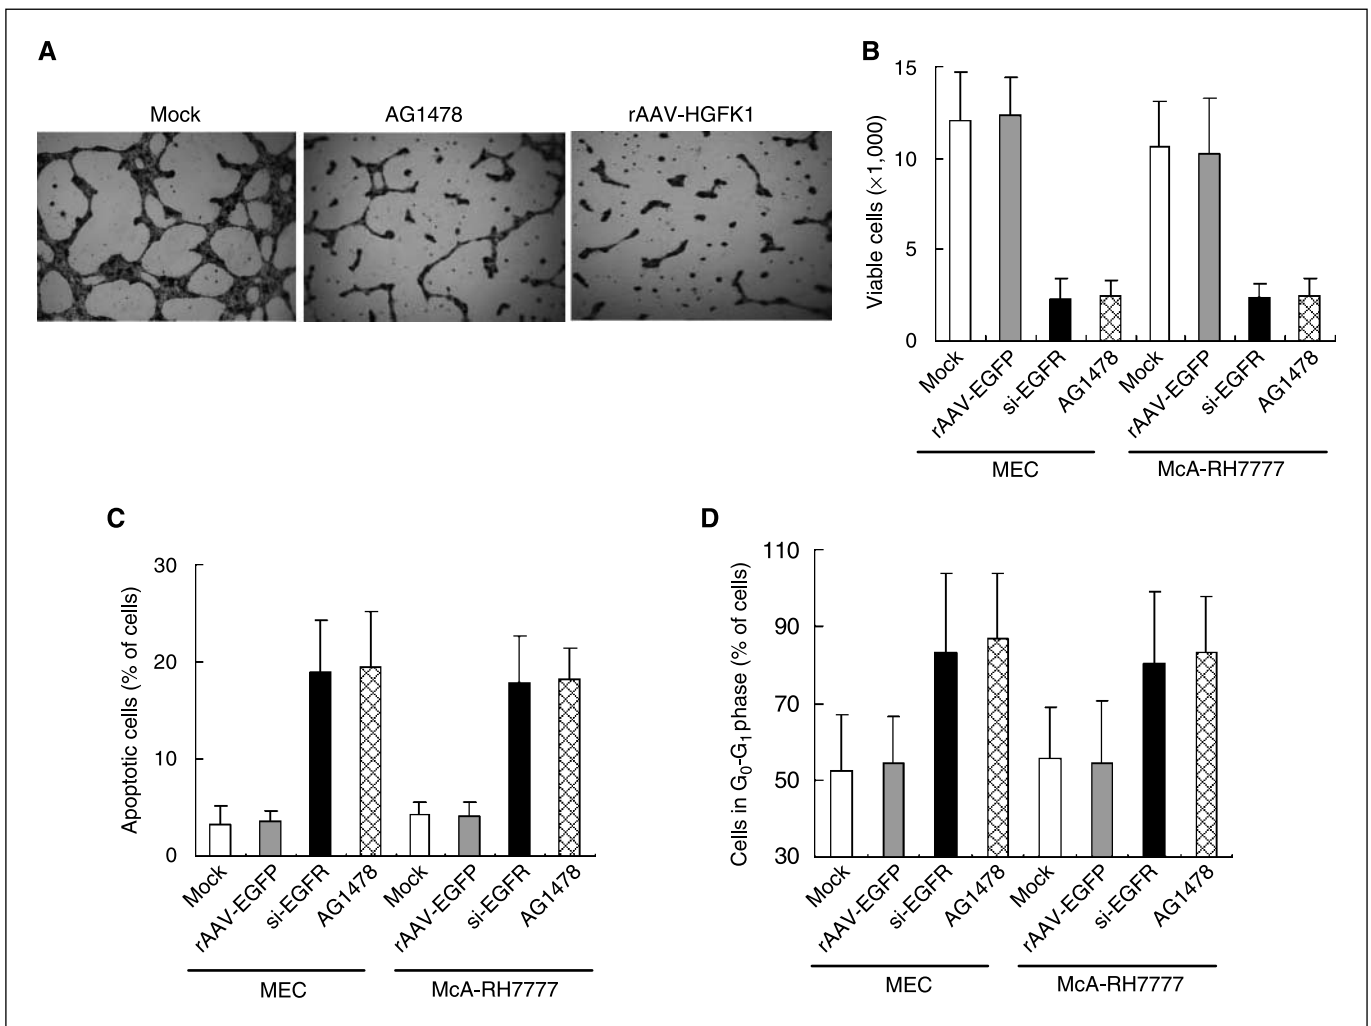 A
Mock
AG1478
rAAV-HGFK1
B
Viable cells (×1,000)
15
10
5
0
Mock
rAAV-EGFP
si-EGFR
AG1478
Mock
rAAV-EGFP
si-EGFR
AG1478
MEC
McA-RH7777
C
Apoptotic cells (% of cells)
30
20
10
0
Mock
rAAV-EGFP
si-EGFR
AG1478
Mock
rAAV-EGFP
si-EGFR
AG1478
MEC
McA-RH7777
D
Cells in G₀-G₁ phase (% of cells)
110
90
70
50
30
Mock
rAAV-EGFP
si-EGFR
AG1478
Mock
rAAV-EGFP
si-EGFR
AG1478
MEC
McA-RH7777